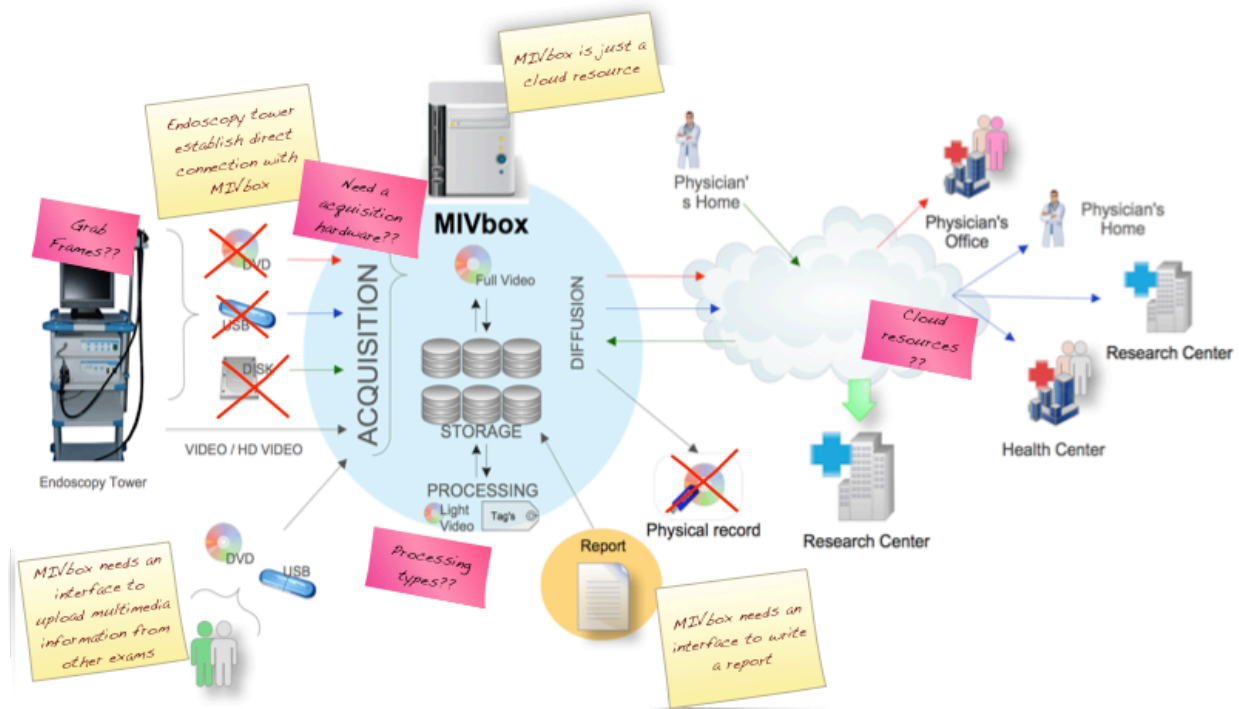 MIVbox is just a
cloud resource
Endoscopy tower
establish direct
connection with
MIVbox
Grab
Frames??
Need a
acquisition
hardware??
MIVbox
Physician'
s Home
Physician's
Office
Physician's
Home
DVD
USB
DISK
VIDEO / HD VIDEO
Endoscopy Tower
ACQUISITION
Full Video
STORAGE
PROCESSING
Light
Video
Tag's
DIFFUSION
Cloud
resources
??
Research Center
Health Center
Research Center
Physical record
Report
Processing
types??
DVD
USB
MIVbox needs an
interface to
upload multimedia
information from
other exams
MIVbox needs an
interface to write
a report